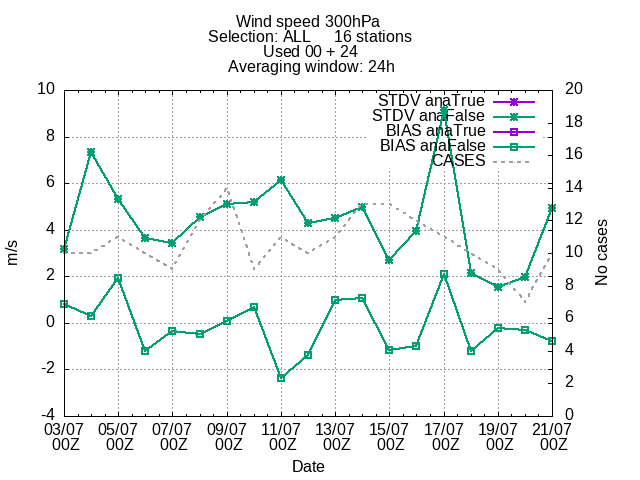 Wind speed 300hPa
Selection: ALL 16 stations
Used 00 + 24
Averaging window: 24h
STDV anaTrue
STDV anaFalse
BIAS anaTrue
BIAS anaFalse
CASES
10
8
6
4
2
0
-2
-4
m/s
20
18
16
14
12
10
8
6
4
2
0
No cases
03/07 05/07 07/07 09/07 11/07 13/07 15/07 17/07 19/07 21/07
00Z 00Z 00Z 00Z 00Z 00Z 00Z 00Z 00Z 00Z
Date